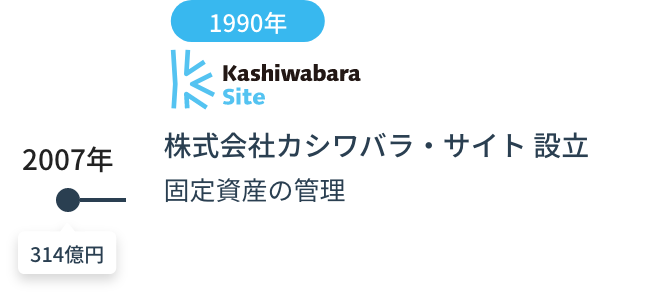 1990年
Kashiwabara
Site
株式会社カシワバラ・サイト 設立
2007年
固定資産の管理
314億円